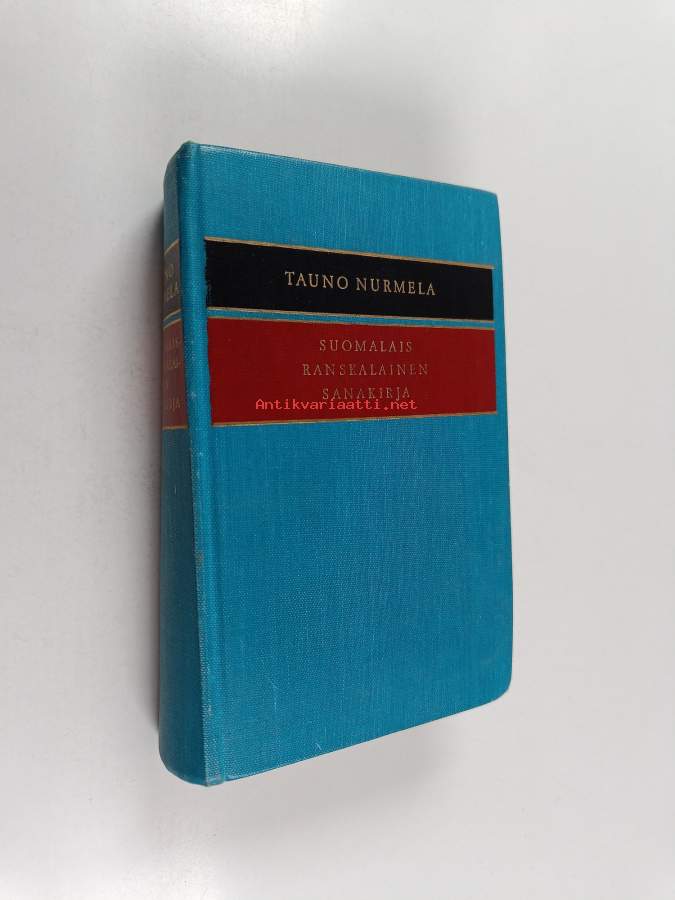 TAUNO NURMELA
SUOMALAIS
RANSKALAINEN
SANAKIRJA
Antikvariaatti.net